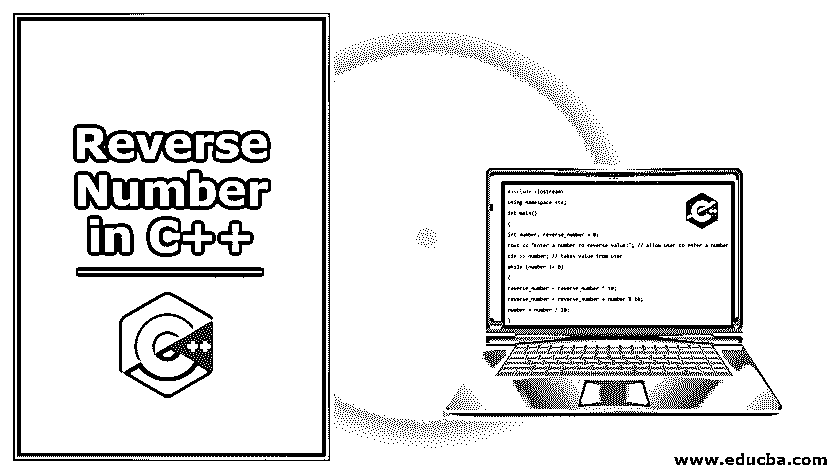 Reverse
Number
in C++
C++
C++
#include <iostream>
using namespace std;
int main()
{
int number, reverse_number = 0;
cout << "Enter a number to reverse value:"; // allow user to enter a number
cin >> number; // takes value from user
while (number != 0)
{
reverse_number = reverse_number * 10;
reverse_number = reverse_number + number % 10;
number = number / 10;
}
www.educba.com